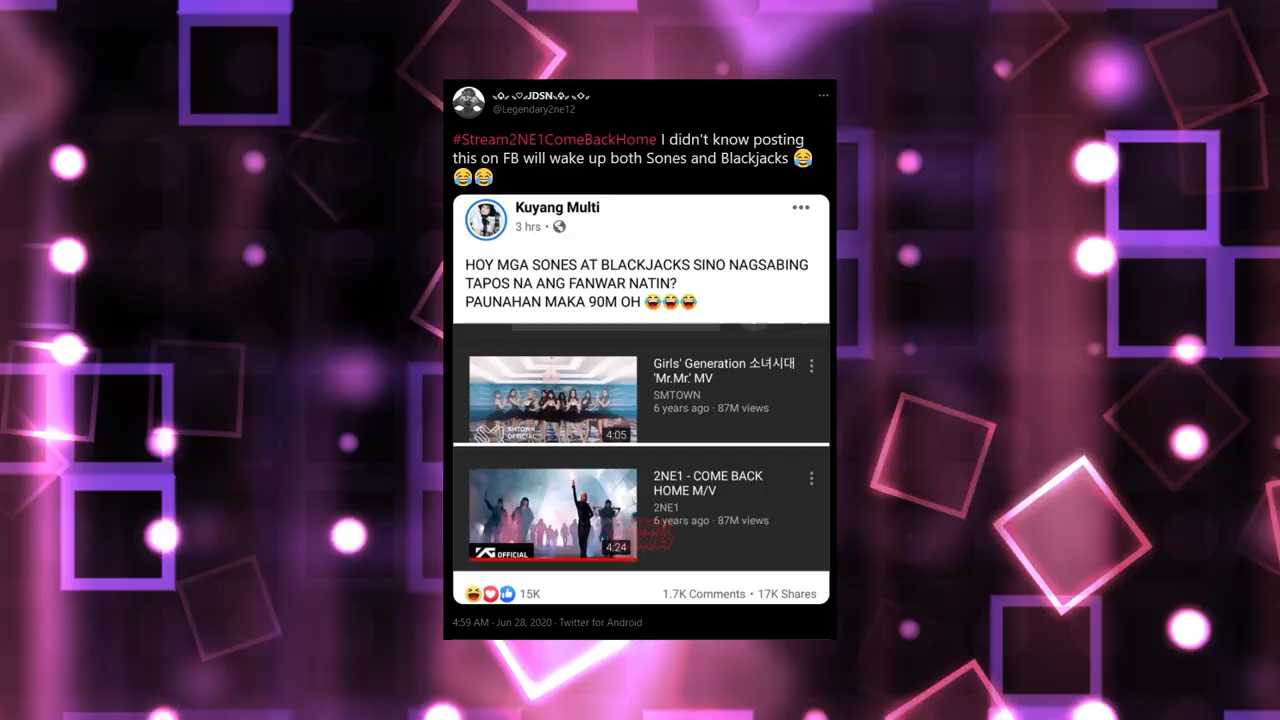 JDSN
@Legendary2ne12
#Stream2NE1ComeBackHome I didn't know posting
this on FB will wake up both Sones and Blackjacks 😂
😂😂
Kuyang Multi
3 hrs ·
HOY MGA SONES AT BLACKJACKS SINO NAGSABING
TAPOS NA ANG FANWAR NATIN?
PAUNAHAN MAKA 90M OH 😂😂😂
Girls' Generation 소녀시대
'Mr.Mr.' MV
SMTOWN
6 years ago · 87M views
SMTOWN
OFFICIAL
4:05
2NE1 - COME BACK
HOME M/V
2NE1
6 years ago · 87M views
YG OFFICIAL
4:24
15K
1.7K Comments • 17K Shares
4:59 AM · Jun 28, 2020 · Twitter for Android